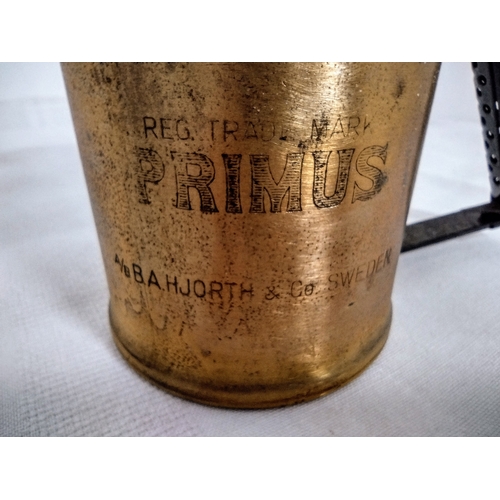 REG. TRADE MARK
PRIMUS
A/B B.A. HJORTH & Co. SWEDEN